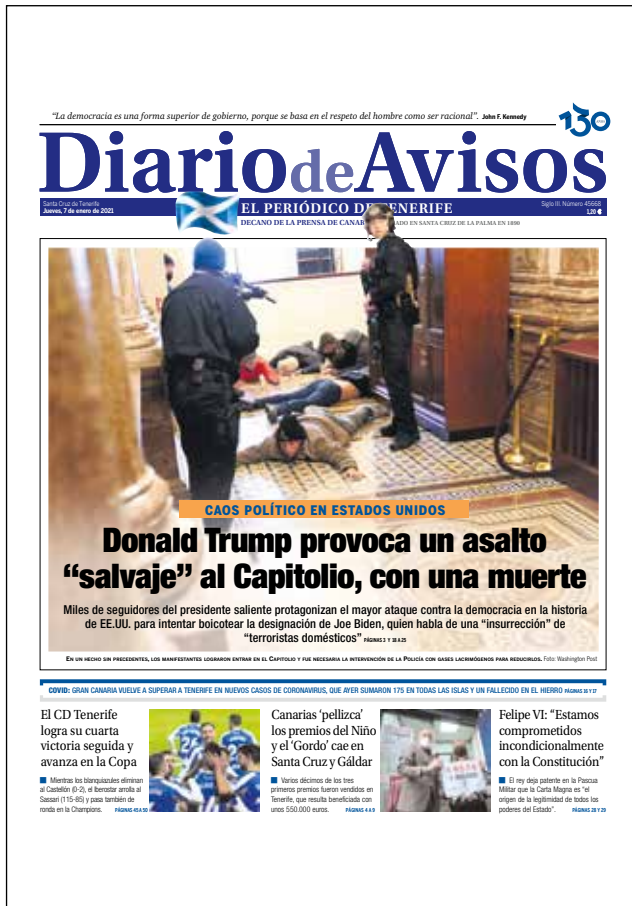 "La democracia es una forma superior de gobierno, porque se basa en el respeto del hombre como ser racional". John F. Kennedy
130
Diario de Avisos
Santa Cruz de Tenerife
Jueves, 7 de enero de 2021
EL PERIÓDICO DE TENERIFE
Siglo III. Número 45668
1,20 €
DECANO DE LA PRENSA DE CANAR ADO EN SANTA CRUZ DE LA PALMA EN 1890
CAOS POLÍTICO EN ESTADOS UNIDOS
Donald Trump provoca un asalto
“salvaje” al Capitolio, con una muerte
Miles de seguidores del presidente saliente protagonizan el mayor ataque contra la democracia en la historia
de EE.UU. para intentar boicotear la designación de Joe Biden, quien habla de una “insurrección” de
“terroristas domésticos” PÁGINAS 3 Y 18 A 25
EN UN HECHO SIN PRECEDENTES, LOS MANIFESTANTES LOGRARON ENTRAR EN EL CAPITOLIO Y FUE NECESARIA LA INTERVENCIÓN DE LA POLICÍA CON GASES LACRIMÓGENOS PARA REDUCIRLOS. Foto: Washington Post
COVID: GRAN CANARIA VUELVE A SUPERAR A TENERIFE EN NUEVOS CASOS DE CORONAVIRUS, QUE AYER SUMARON 175 EN TODAS LAS ISLAS Y UN FALLECIDO EN EL HIERRO PÁGINAS 16 Y 17
El CD Tenerife
logra su cuarta
victoria seguida y
avanza en la Copa
Mientras los blanquiazules eliminan
al Castellón (0-2), el Iberostar arrolla al
Sassari (115-85) y pasa también de
ronda en la Champions. PÁGINAS 45 A 50
Canarias ‘pellizca’
los premios del Niño
y el ‘Gordo’ cae en
Santa Cruz y Gáldar
Varios décimos de los tres
primeros premios fueron vendidos en
Tenerife, que resulta beneficiada con
unos 550.000 euros. PÁGINAS 4 A 9
Felipe VI: “Estamos
comprometidos
incondicionalmente
con la Constitución”
El rey deja patente en la Pascua
Militar que la Carta Magna es “el
origen de la legitimidad de todos los
poderes del Estado”. PÁGINAS 28 Y 29